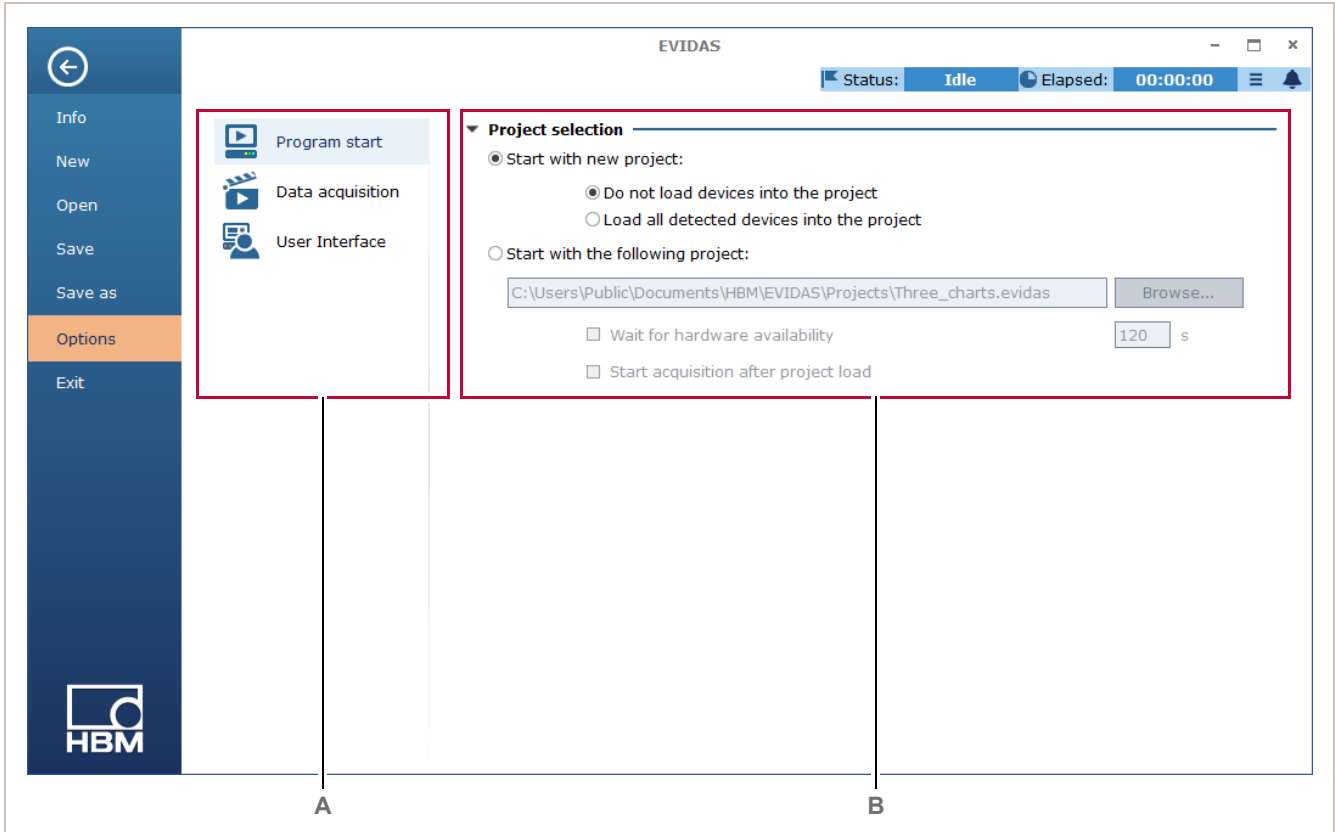 EVIDAS
Status: Idle Elapsed: 00:00:00
Info
New
Open
Save
Save as
Options
Exit
HBM
Program start
Data acquisition
User Interface
Project selection
Start with new project:
Do not load devices into the project
Load all detected devices into the project
Start with the following project:
C:\Users\Public\Documents\HBM\EVIDAS\Projects\Three_charts.evidas Browse...
Wait for hardware availability 120 s
Start acquisition after project load
A B